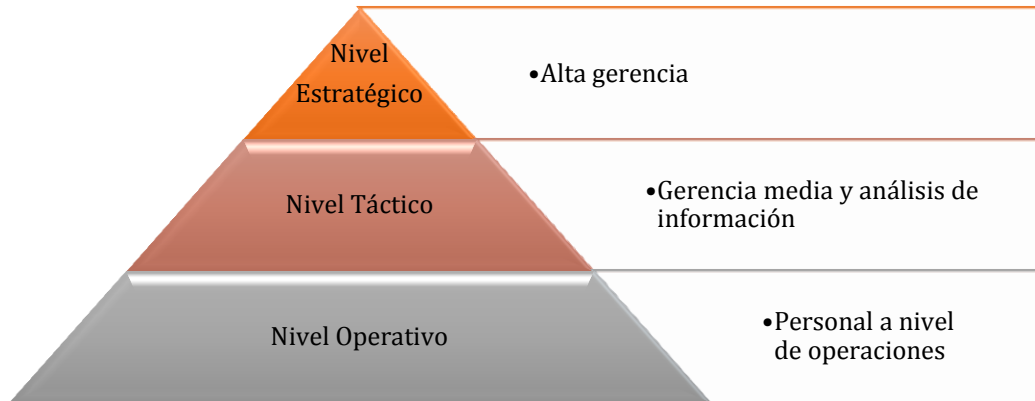 Nivel
Estratégico
•Alta gerencia
Nivel Táctico
•Gerencia media y análisis de
información
Nivel Operativo
•Personal a nivel
de operaciones